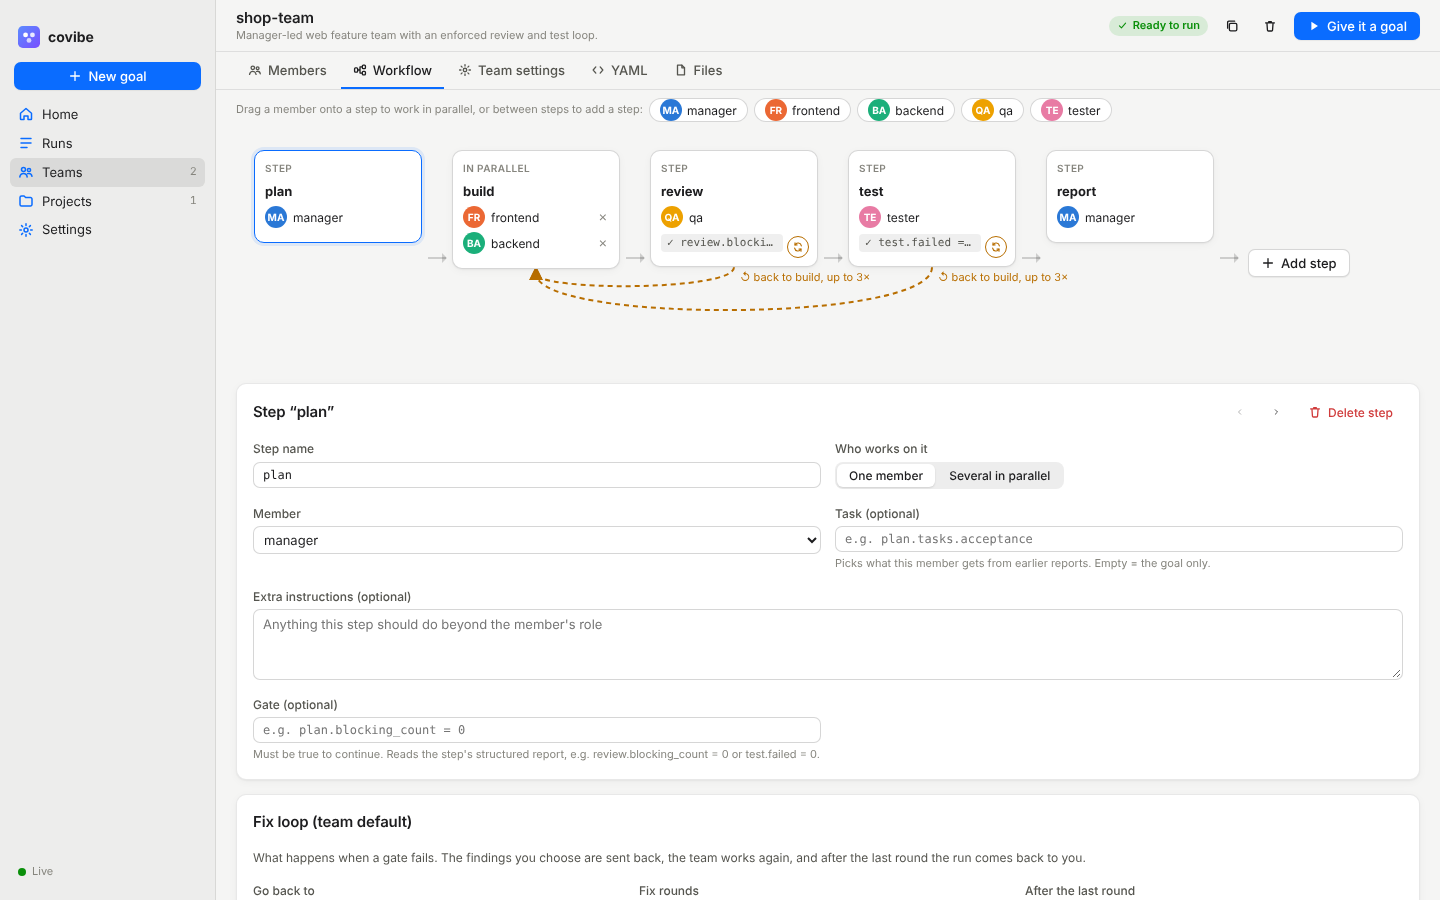 covibe
New goal
Home
Runs
Teams 2
Projects 1
Settings
Live
shop-team
Manager-led web feature team with an enforced review and test loop.
Ready to run
Give it a goal
Members
Workflow
Team settings
YAML
Files
Drag a member onto a step to work in parallel, or between steps to add a step:
MA manager
FR frontend
BA backend
QA qa
TE tester
STEP
plan
MA manager
IN PARALLEL
build
FR frontend ×
BA backend ×
STEP
review
QA qa
✓ review.blocki…
STEP
test
TE tester
✓ test.failed =…
STEP
report
MA manager
Add step
↺ back to build, up to 3×
↺ back to build, up to 3×
Step “plan”
‹ ›
Delete step
Step name
plan
Who works on it
One member
Several in parallel
Member
manager
Task (optional)
e.g. plan.tasks.acceptance
Picks what this member gets from earlier reports. Empty = the goal only.
Extra instructions (optional)
Anything this step should do beyond the member's role
Gate (optional)
e.g. plan.blocking_count = 0
Must be true to continue. Reads the step's structured report, e.g. review.blocking_count = 0 or test.failed = 0.
Fix loop (team default)
What happens when a gate fails. The findings you choose are sent back, the team works again, and after the last round the run comes back to you.
Go back to
Fix rounds
After the last round